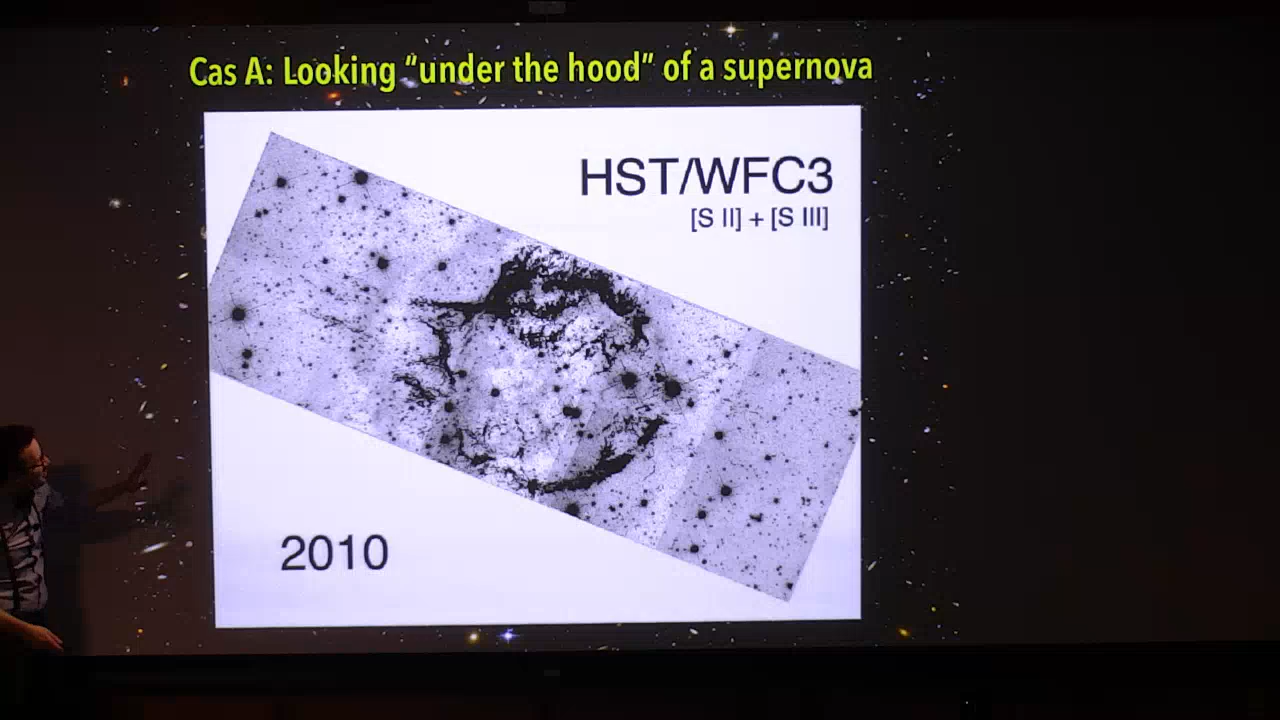 Cas A: Looking “under the hood” of a supernova
HST/WFC3
[S II] + [S III]
2010